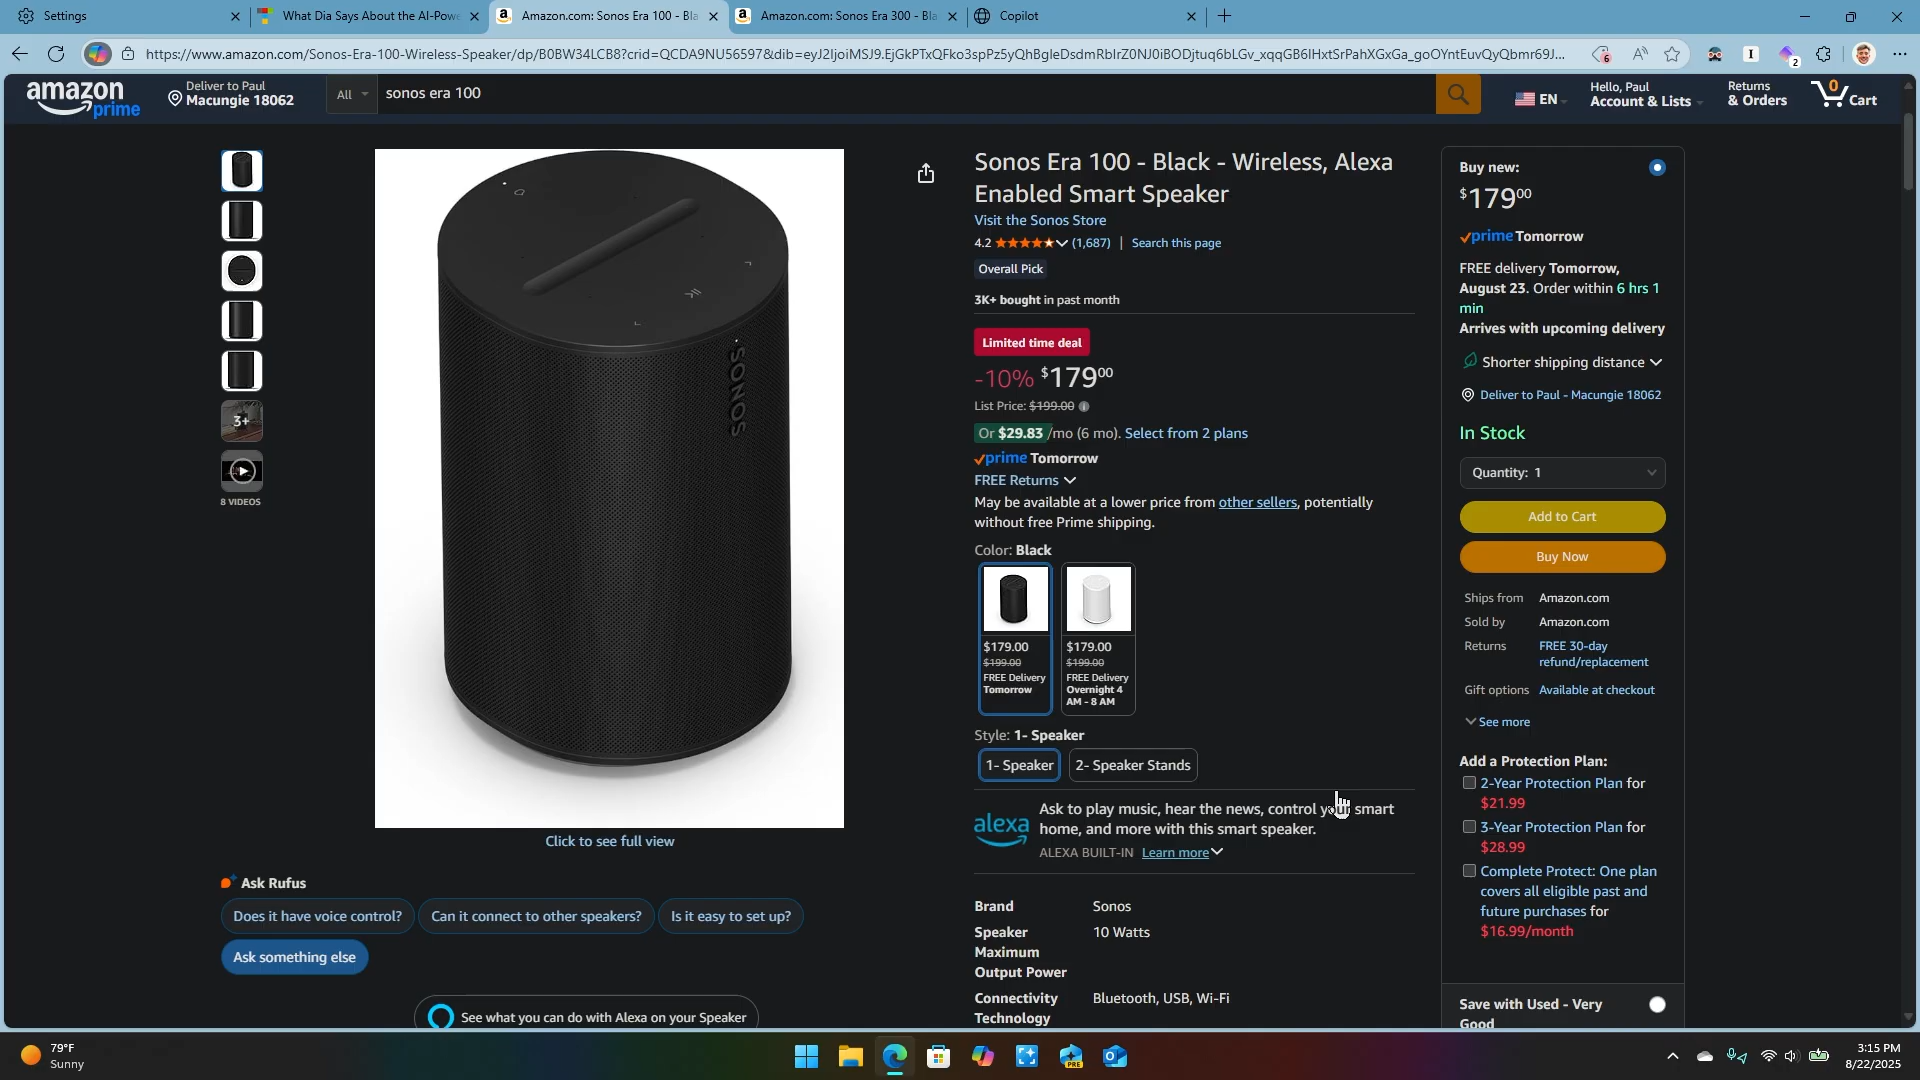 Settings
What Dia Says About the AI-Powe
Amazon.com: Sonos Era 100 - Bla
Amazon.com: Sonos Era 300 - Bla
Copilot
https://www.amazon.com/Sonos-Era-100-Wireless-Speaker/dp/B0BW34LCB8?crid=QCDA9NU56597&dib=
6
2
amazon
prime
Deliver to Paul
Macungie 18062
All
sonos era 100
EN
Hello, Paul
Account & Lists
Returns
& Orders
0
Cart
3+
8 VIDEOS
SONOS
Click to see full view
Ask Rufus
Does it have voice control?
Can it connect to other speakers?
Is it easy to set up?
Ask something else
See what you can do with Alexa on your Speaker
Sonos Era 100 - Black - Wireless, Alexa
Enabled Smart Speaker
Visit the Sonos Store
4.2 (1,687) | Search this page
Overall Pick
3K+ bought in past month
Limited time deal
-10% $17900
List Price: $199.00
Or $29.83 /mo (6 mo). Select from 2 plans
prime Tomorrow
FREE Returns
May be available at a lower price from other sellers, potentially
without free Prime shipping.
Color: Black
$179.00
$199.00
FREE Delivery
Tomorrow
$179.00
$199.00
FREE Delivery
Overnight 4
AM - 8 AM
Style: 1- Speaker
1- Speaker
2- Speaker Stands
alexa
Ask to play music, hear the news, control your smart
home, and more with this smart speaker.
ALEXA BUILT-IN Learn more
Brand Sonos
Speaker 10 Watts
Maximum
Output Power
Connectivity Bluetooth, USB, Wi-Fi
Technology
Buy new:
$17900
prime Tomorrow
FREE delivery Tomorrow,
August 23. Order within 6 hrs 1
min
Arrives with upcoming delivery
Shorter shipping distance
Deliver to Paul - Macungie 18062
In Stock
Quantity: 1
Add to Cart
Buy Now
Ships from Amazon.com
Sold by Amazon.com
Returns FREE 30-day
refund/replacement
Gift options Available at checkout
See more
Add a Protection Plan:
2-Year Protection Plan for
$21.99
3-Year Protection Plan for
$28.99
Complete Protect: One plan
covers all eligible past and
future purchases for
$16.99/month
Save with Used - Very
Good
79°F
Sunny
PRE
3:15 PM
8/22/2025